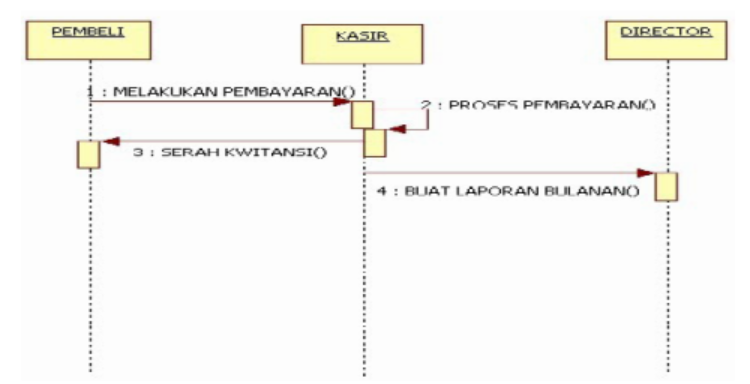 PEMBELI
KASIR
DIRECTOR
1 : MELAKUKAN PEMBAYARAN()
2 : PROSES PEMBAYARAN()
3 : SERAH KWITANSI()
4 : BUAT LAPORAN BULANAN()